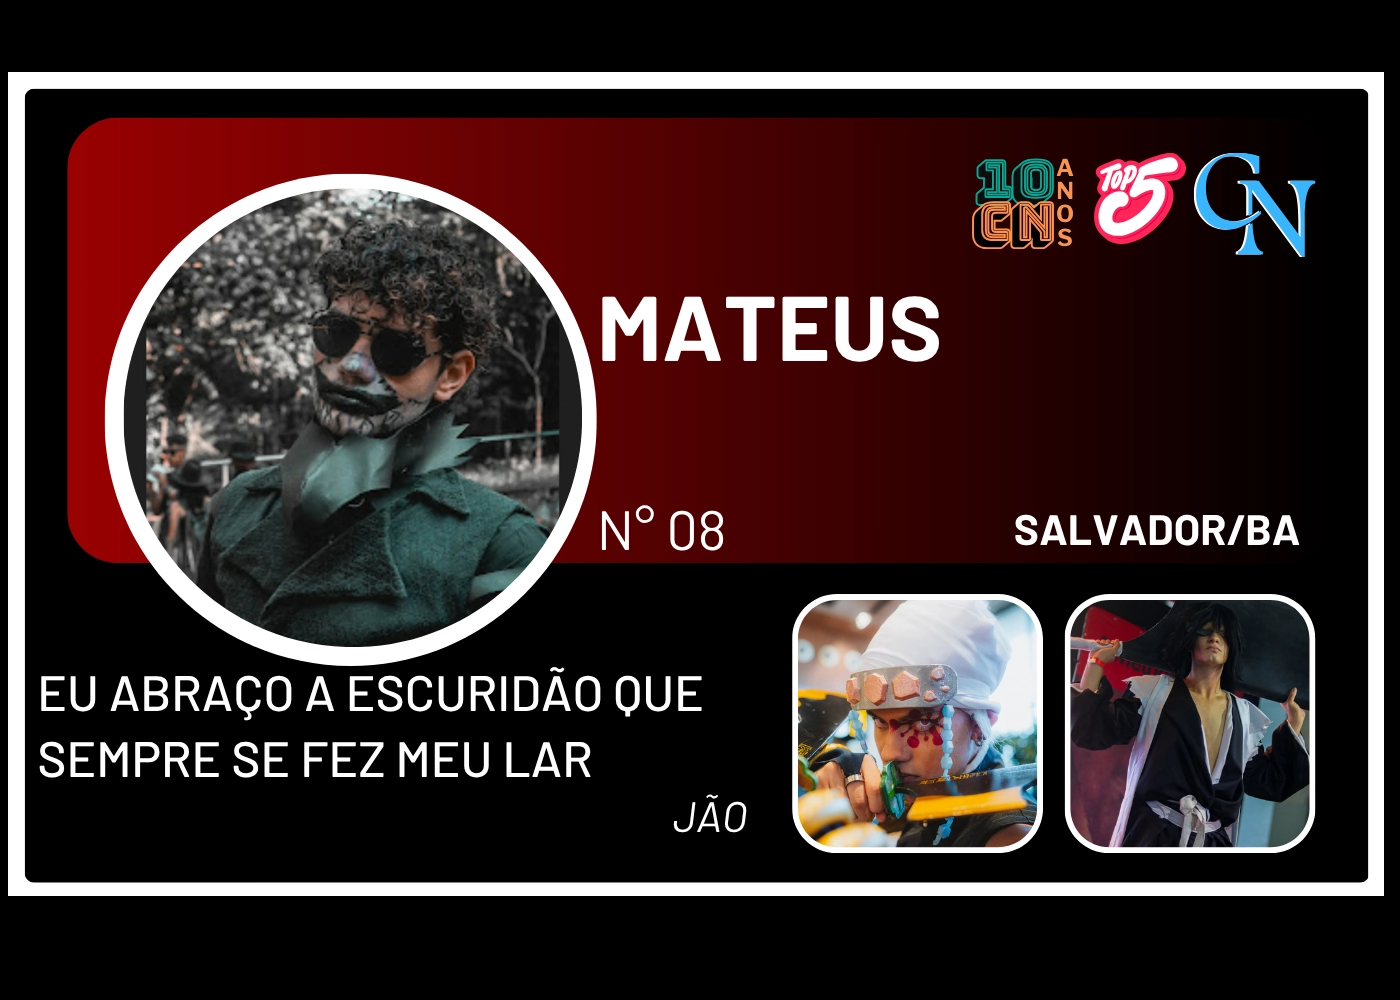 10
CN
ANOS
TOP
5
CN
MATEUS
N° 08
SALVADOR/BA
EU ABRAÇO A ESCURIDÃO QUE
SEMPRE SE FEZ MEU LAR
JÃO